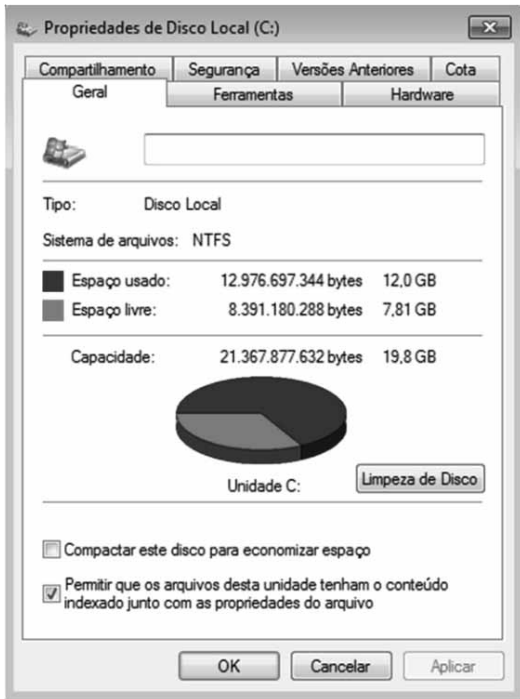 Propriedades de Disco Local (C:)
Compartilhamento Segurança Versões Anteriores Cota
Geral Ferramentas Hardware
Tipo: Disco Local
Sistema de arquivos: NTFS
Espaço usado: 12.976.697.344 bytes 12,0 GB
Espaço livre: 8.391.180.288 bytes 7,81 GB
Capacidade: 21.367.877.632 bytes 19,8 GB
Unidade C: Limpeza de Disco
Compactar este disco para economizar espaço
Permitir que os arquivos desta unidade tenham o conteúdo
indexado junto com as propriedades do arquivo
OK Cancelar Aplicar